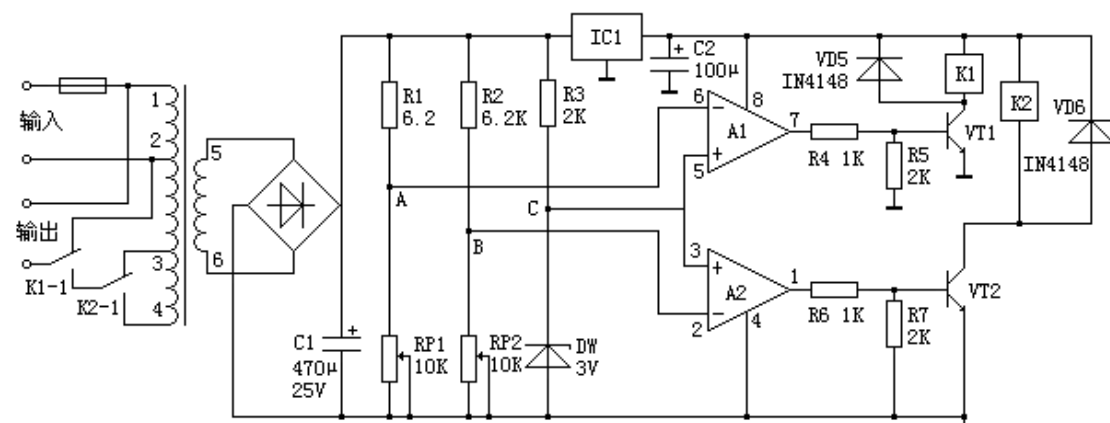 输入
输出
K1-1
K2-1
1
2
3
4
5
6
C1
470μ
25V
R1
6.2
R2
6.2K
R3
2K
A
B
C
RP1
10K
RP2
10K
DW
3V
IC1
C2
100μ
6
5
7
8
A1
3
2
1
4
A2
R4 1K
R5
2K
R6 1K
R7
2K
VD5
IN4148
K1
VT1
K2
VD6
IN4148
VT2